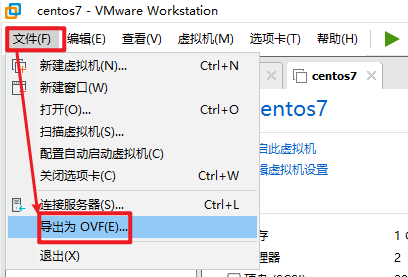 centos7 - VMware Workstation
文件(F) 编辑(E) 查看(V) 虚拟机(M) 选项卡(T) 帮助(H)
新建虚拟机(N)... Ctrl+N
新建窗口(W)
打开(O)... Ctrl+O
扫描虚拟机(S)...
配置自动启动虚拟机(C)
关闭选项卡(C) Ctrl+W
连接服务器(S)... Ctrl+L
导出为 OVF(E)...
退出(X)
centos7
entos7
启此虚拟机
辑虚拟机设置
存 1
理器 2